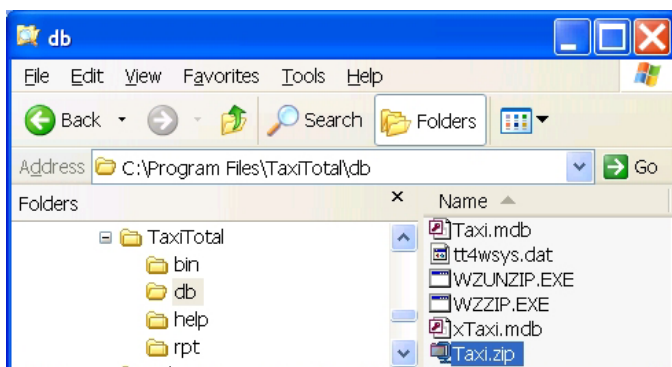 db
File Edit View Favorites Tools Help
Back Search Folders
Address C:\Program Files\TaxiTotal\db Go
Folders × Name
TaxiTotal
bin
db
help
rpt
Taxi.mdb
tt4wsys.dat
WZUNZIP.EXE
WZZIP.EXE
xTaxi.mdb
Taxi.zip